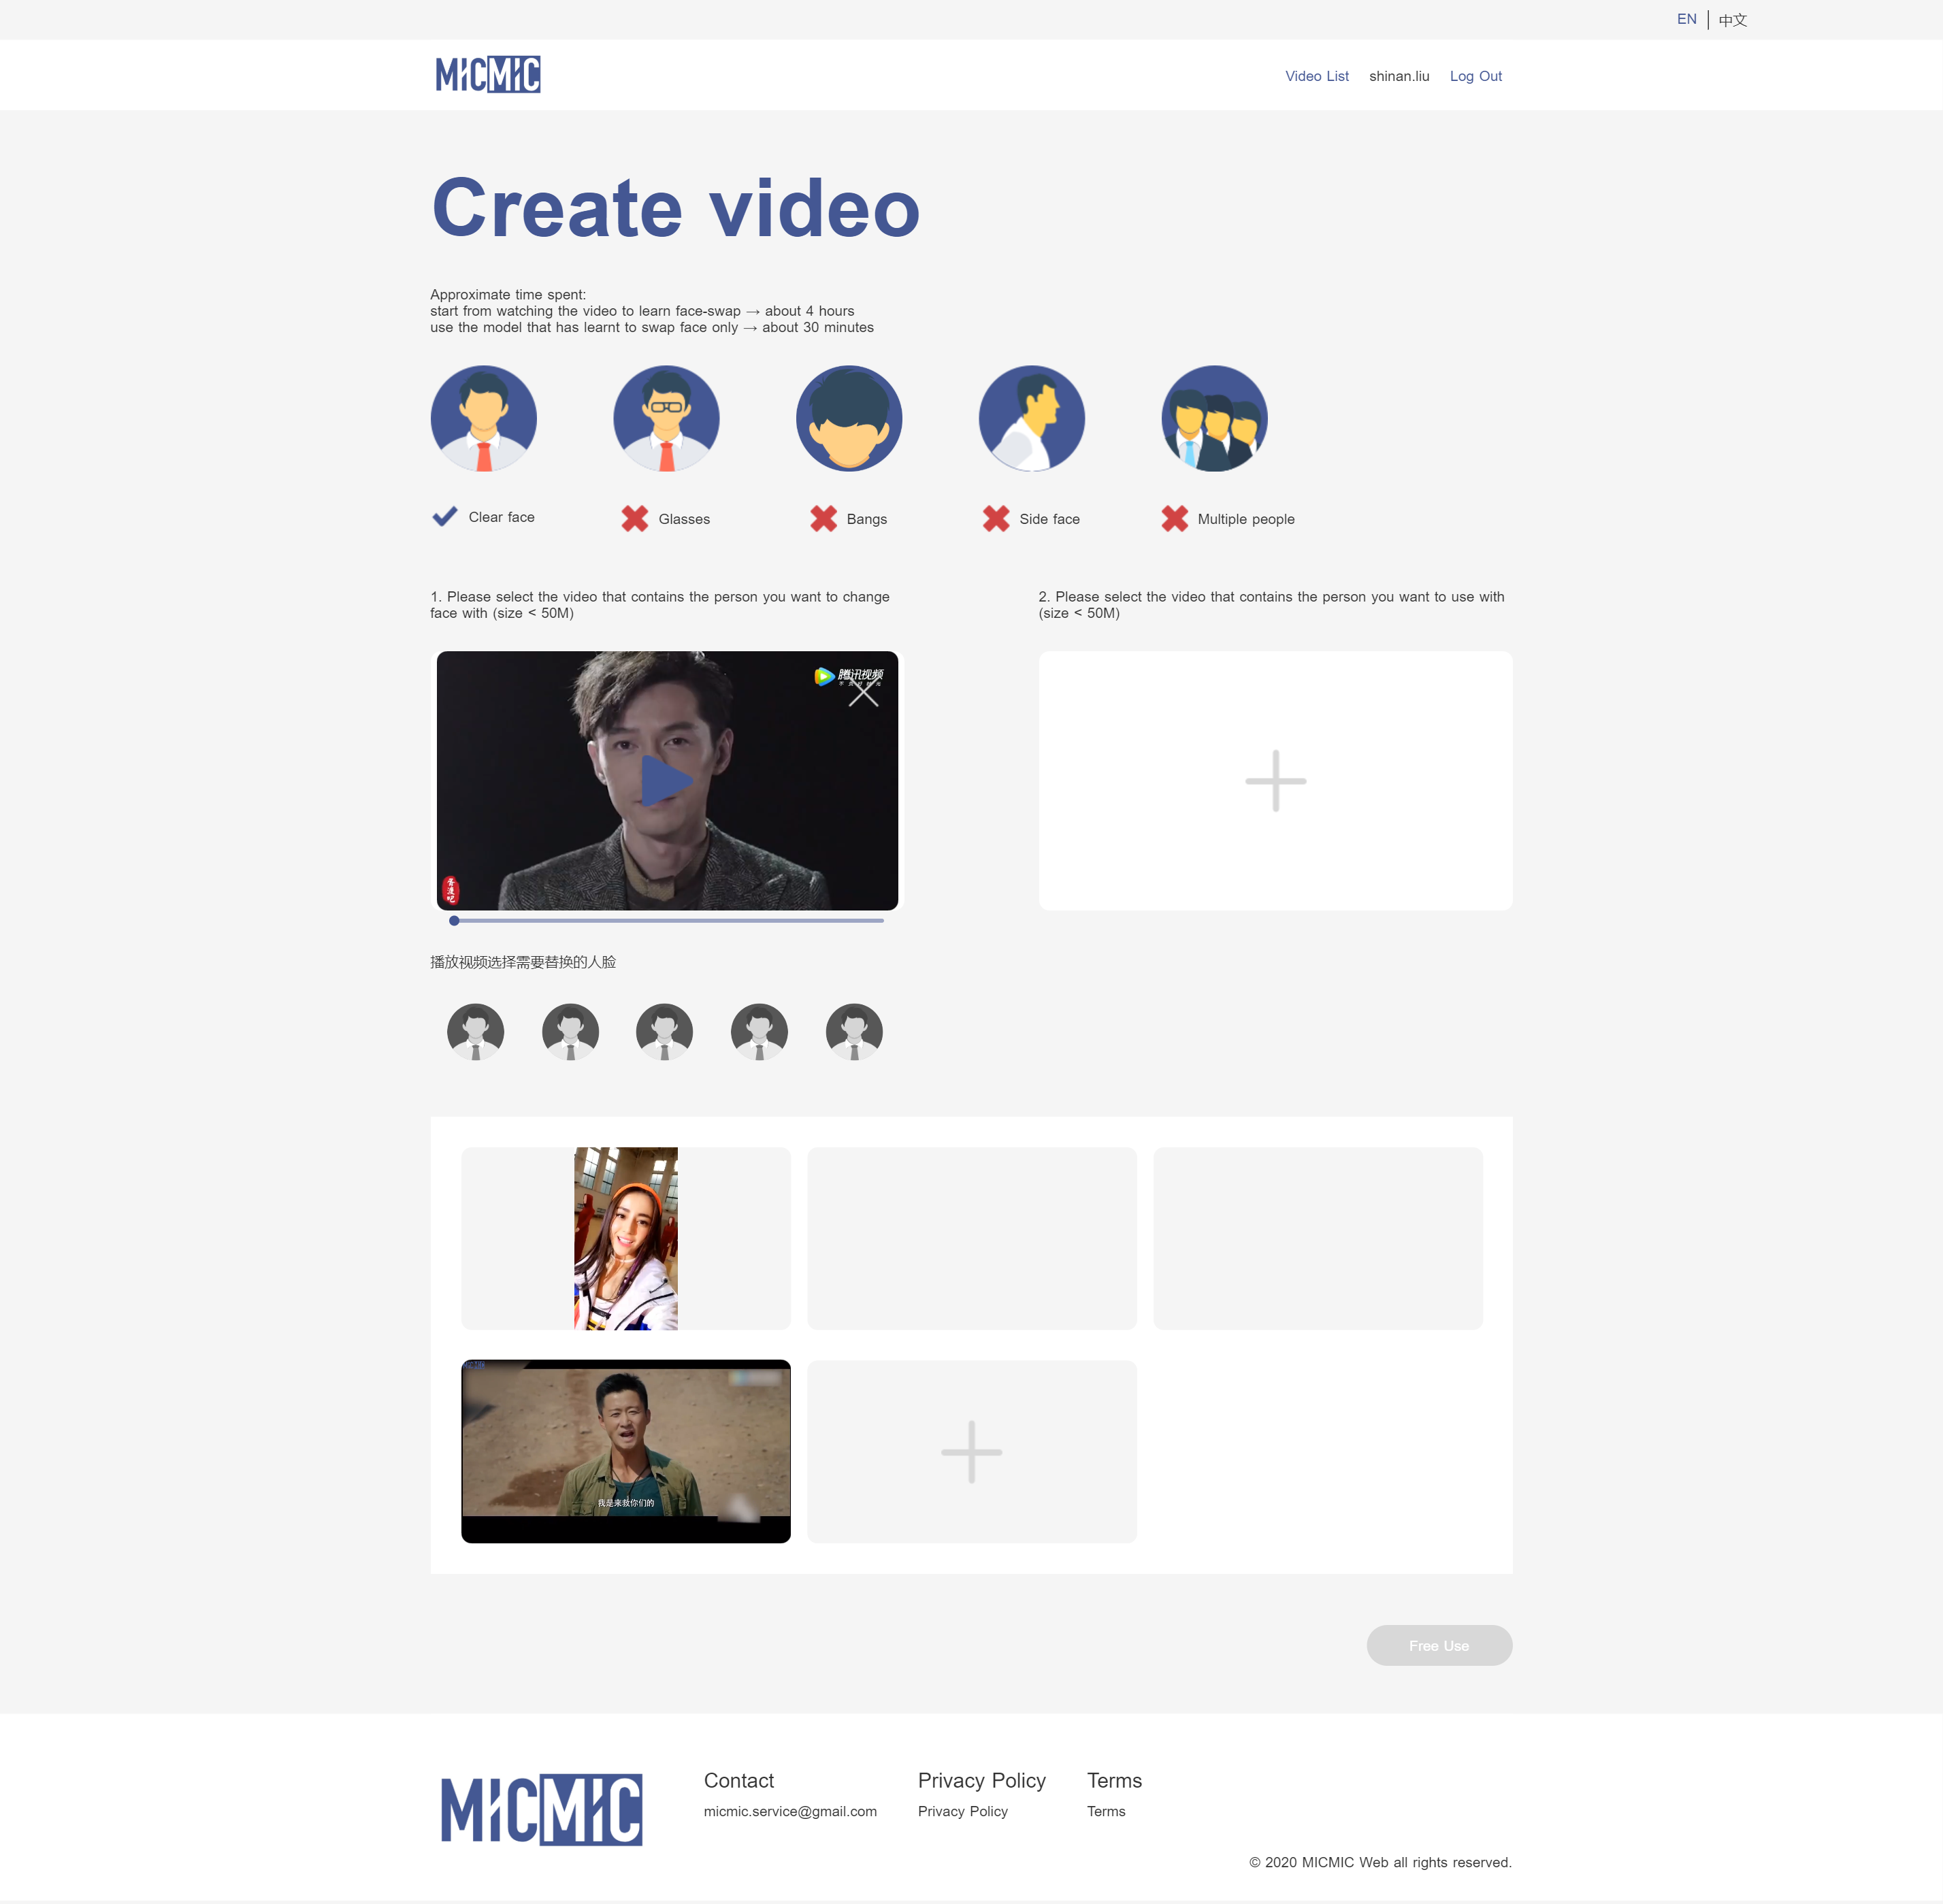 EN | 中文
MICMIC
Video List shinan.liu Log Out
Create video
Approximate time spent:
start from watching the video to learn face-swap → about 4 hours
use the model that has learnt to swap face only → about 30 minutes
Clear face
Glasses
Bangs
Side face
Multiple people
1. Please select the video that contains the person you want to change
face with (size < 50M)
2. Please select the video that contains the person you want to use with
(size < 50M)
腾讯视频
播放视频选择需要替换的人脸
我是来救你们的
Free Use
MICMIC
Contact
micmic.service@gmail.com
Privacy Policy
Privacy Policy
Terms
Terms
© 2020 MICMIC Web all rights reserved.